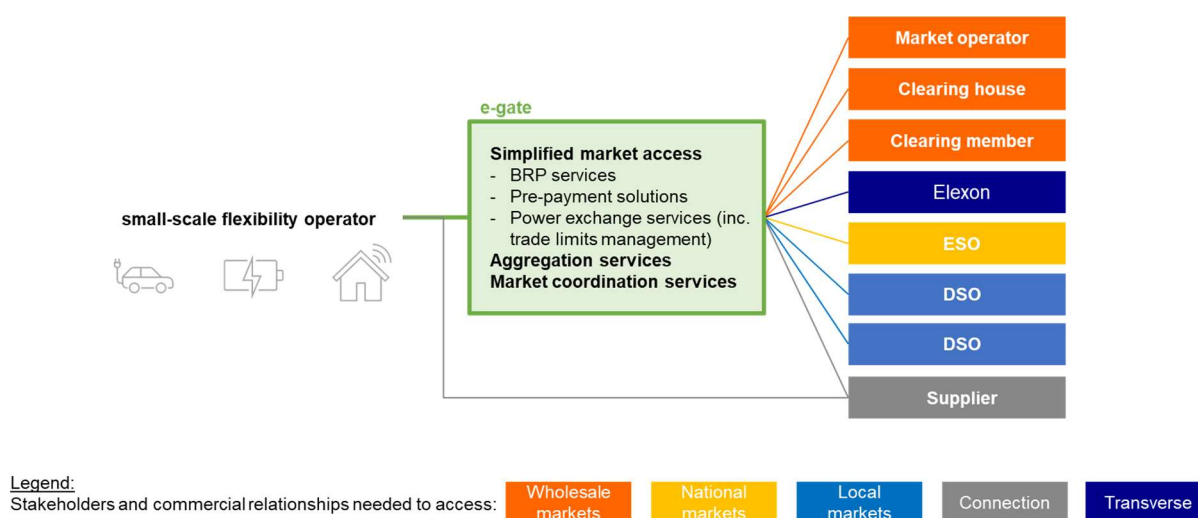 Market operator
Clearing house
Clearing member
Elexon
ESO
DSO
DSO
Supplier
e-gate
Simplified market access
- BRP services
- Pre-payment solutions
- Power exchange services (inc.
trade limits management)
Aggregation services
Market coordination services
small-scale flexibility operator
Legend:
Stakeholders and commercial relationships needed to access:
Wholesale
markets
National
markets
Local
markets
Connection
Transverse